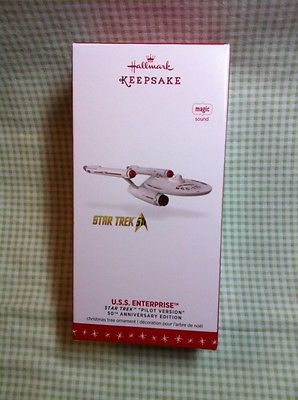 Hallmark
KEEPSAKE
magic
sound
STAR TREK 50
U.S.S. ENTERPRISE™
STAR TREK™ "PILOT VERSION"
50TH ANNIVERSARY EDITION
christmas tree ornament | décoration pour l'arbre de noël